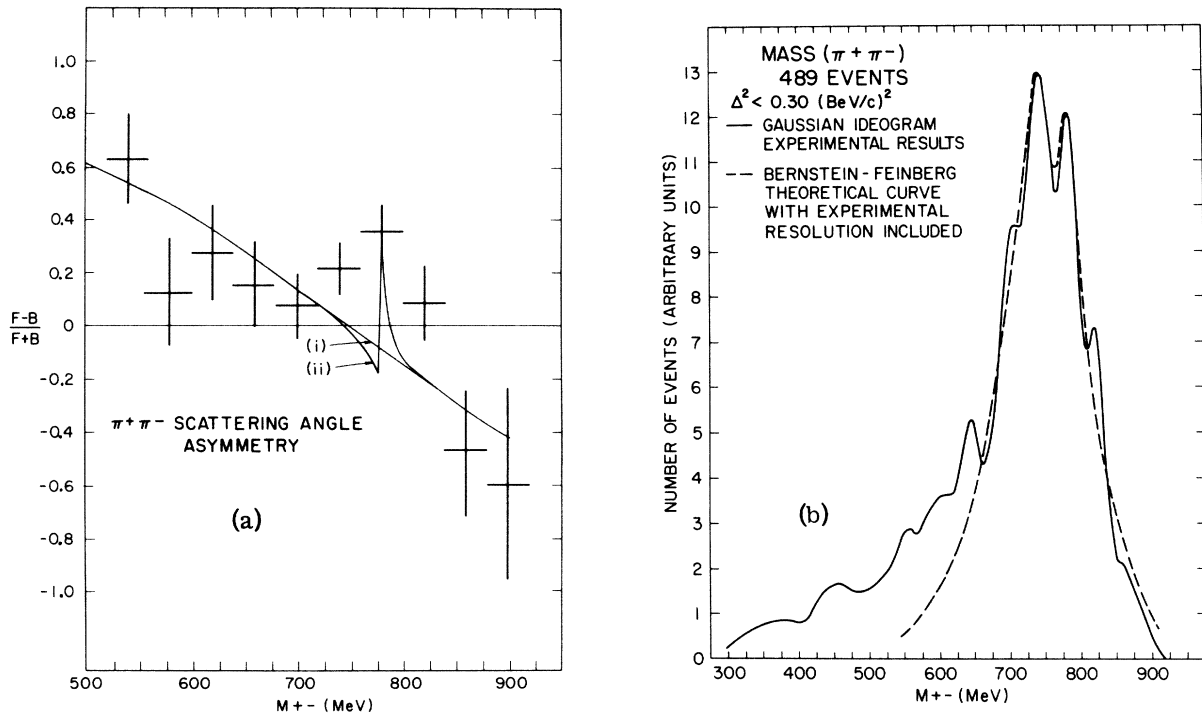 1.0
0.8
0.6
0.4
0.2
0
-0.2
-0.4
-0.6
-0.8
-1.0
F-B
F+B
(i)
(ii)
π+π- SCATTERING ANGLE
ASYMMETRY
(a)
500 600 700 800 900
M+- (MeV)
MASS (π+π-)
489 EVENTS
Δ² < 0.30 (BeV/c)²
GAUSSIAN IDEOGRAM
EXPERIMENTAL RESULTS
BERNSTEIN-FEINBERG
THEORETICAL CURVE
WITH EXPERIMENTAL
RESOLUTION INCLUDED
NUMBER OF EVENTS (ARBITRARY UNITS)
13
12
11
10
9
8
7
6
5
4
3
2
1
0
(b)
300 400 500 600 700 800 900
M+- (MeV)